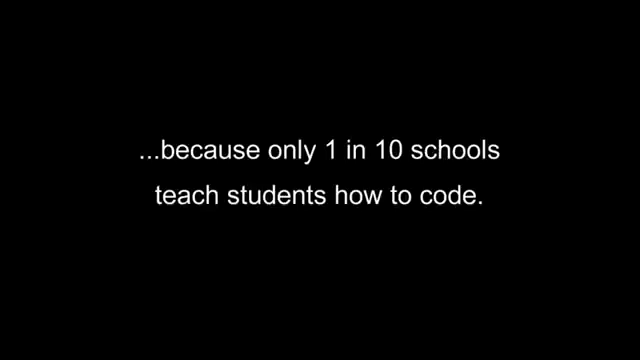 ...because only 1 in 10 schools
teach students how to code.